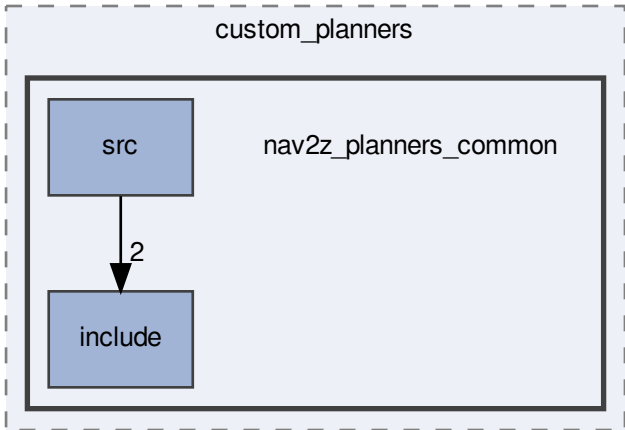 custom_planners
src
nav2z_planners_common
2
include